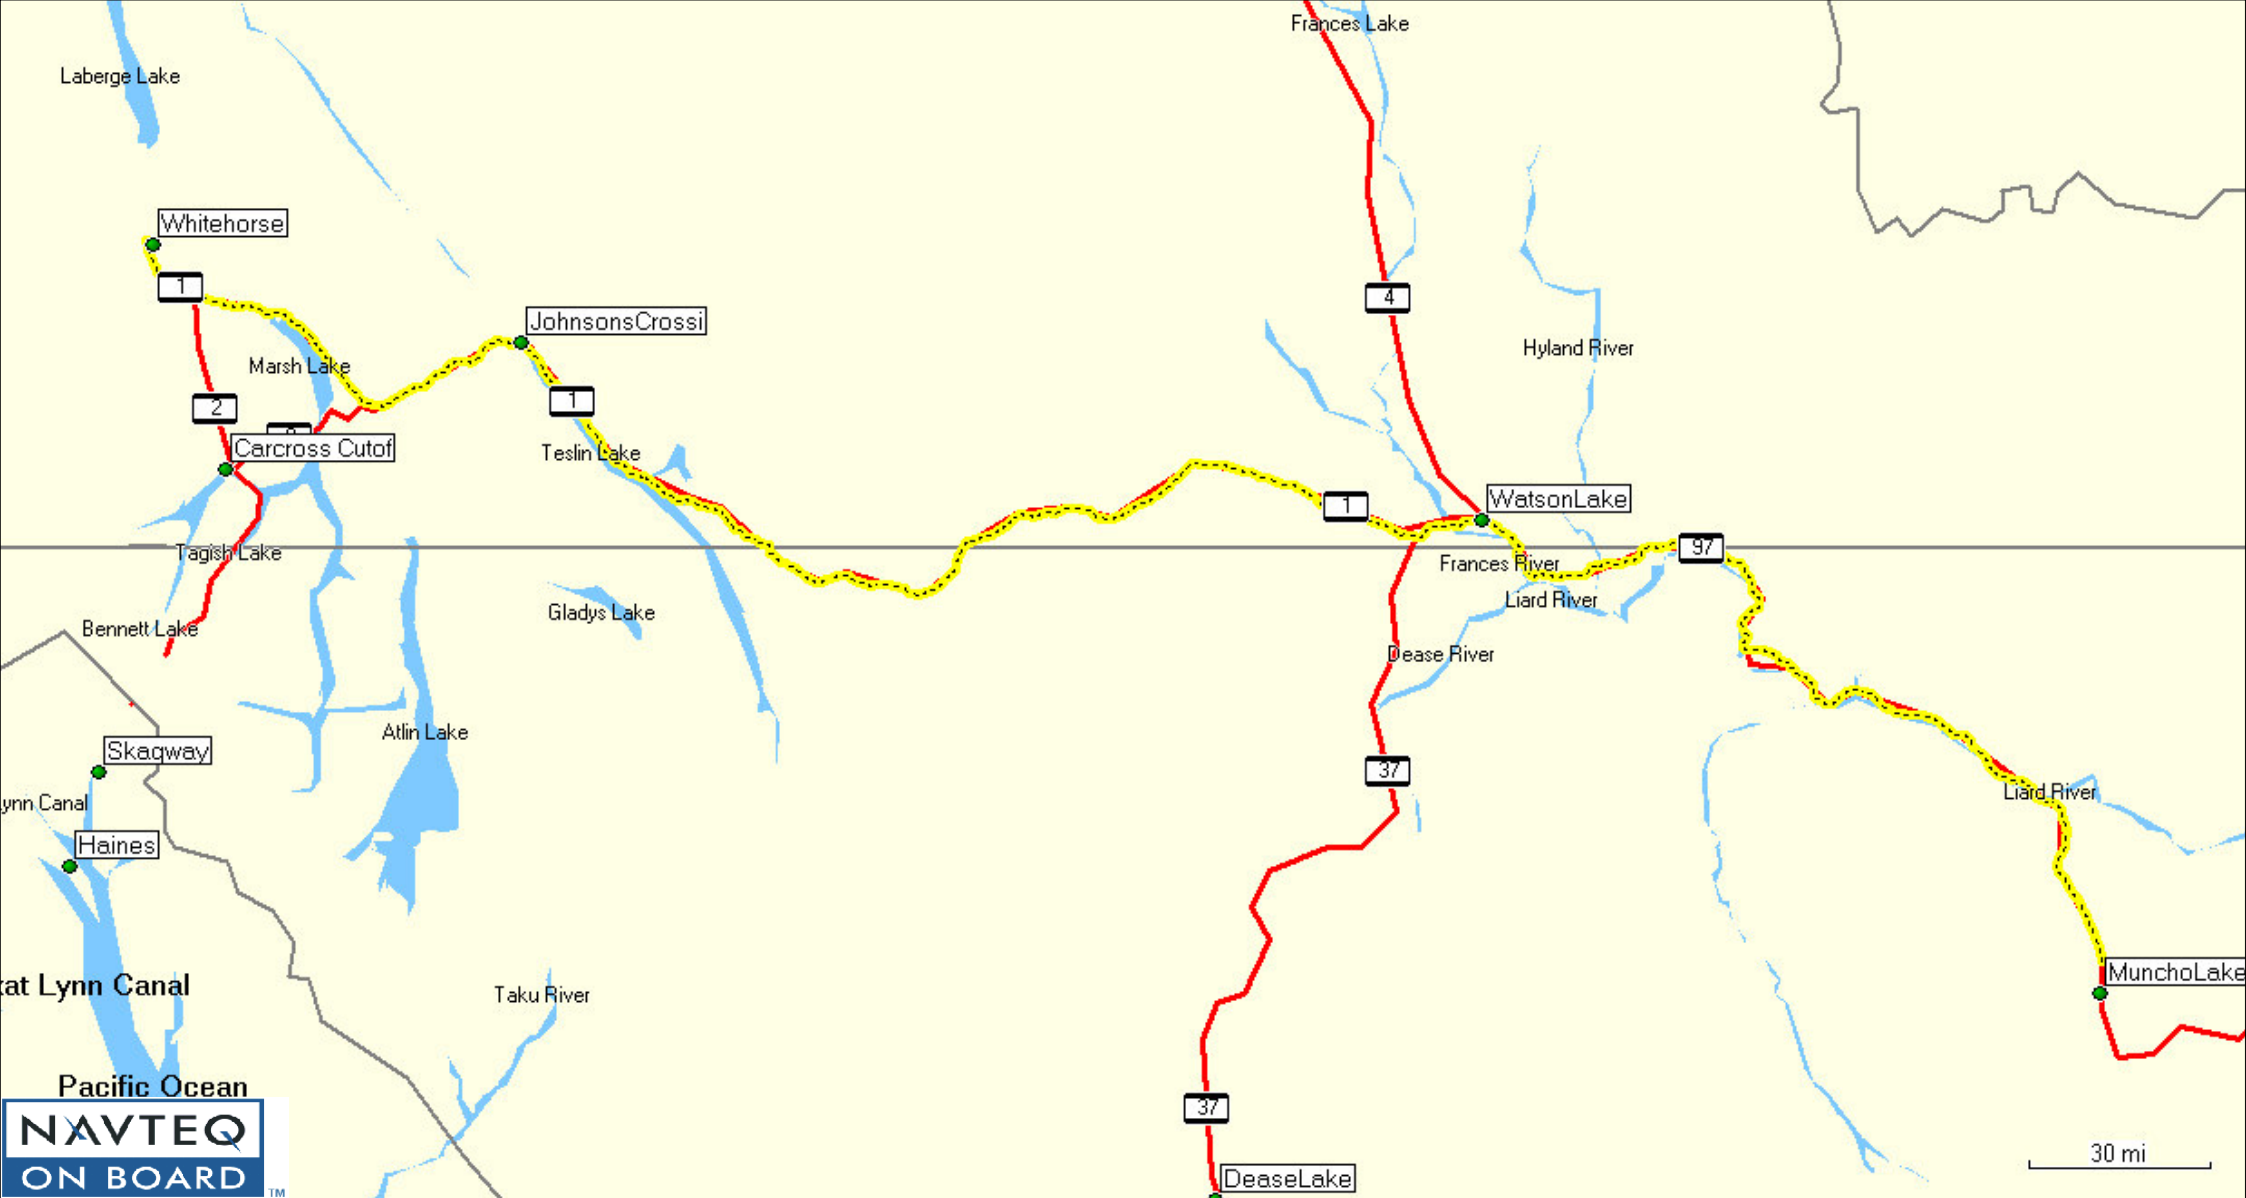 Frances Lake
Laberge Lake
Whitehorse
1
4
JohnsonsCrossi
Hyland River
Marsh Lake
2
1
Carcross Cutof
Teslin Lake
WatsonLake
1
97
Tagish Lake
Frances River
Liard River
Gladys Lake
Bennett Lake
Dease River
Atlin Lake
Skagway
37
Liard River
ynn Canal
Haines
MunchoLake
at Lynn Canal
Taku River
Pacific Ocean
37
NAVTEQ
ON BOARD
TM
30 mi
DeaseLake